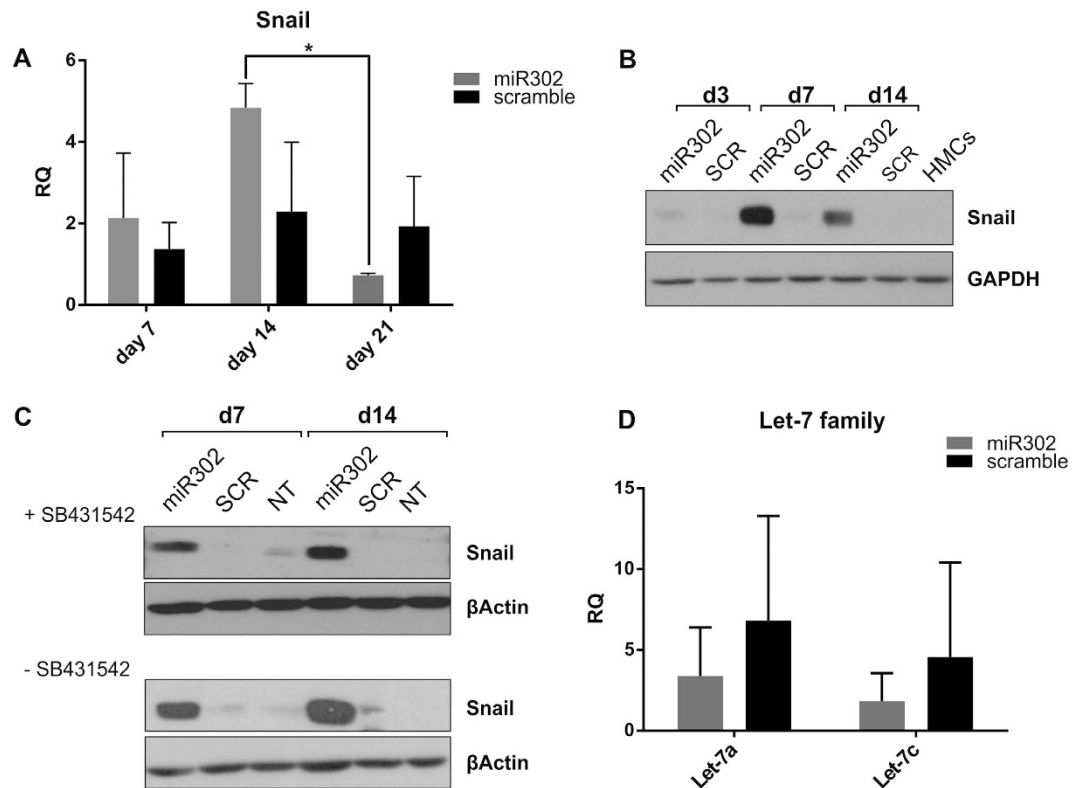 Snail
A
*
miR302
scramble
6
4
2
0
RQ
day 7
day 14
day 21
B
d3 d7 d14
miR302 SCR miR302 SCR miR302 SCR HMCs
Snail
GAPDH
C
d7 d14
miR302 SCR NT miR302 SCR NT
+ SB431542
Snail
βActin
- SB431542
Snail
βActin
D
Let-7 family
miR302
scramble
15
10
5
0
RQ
Let-7a
Let-7c